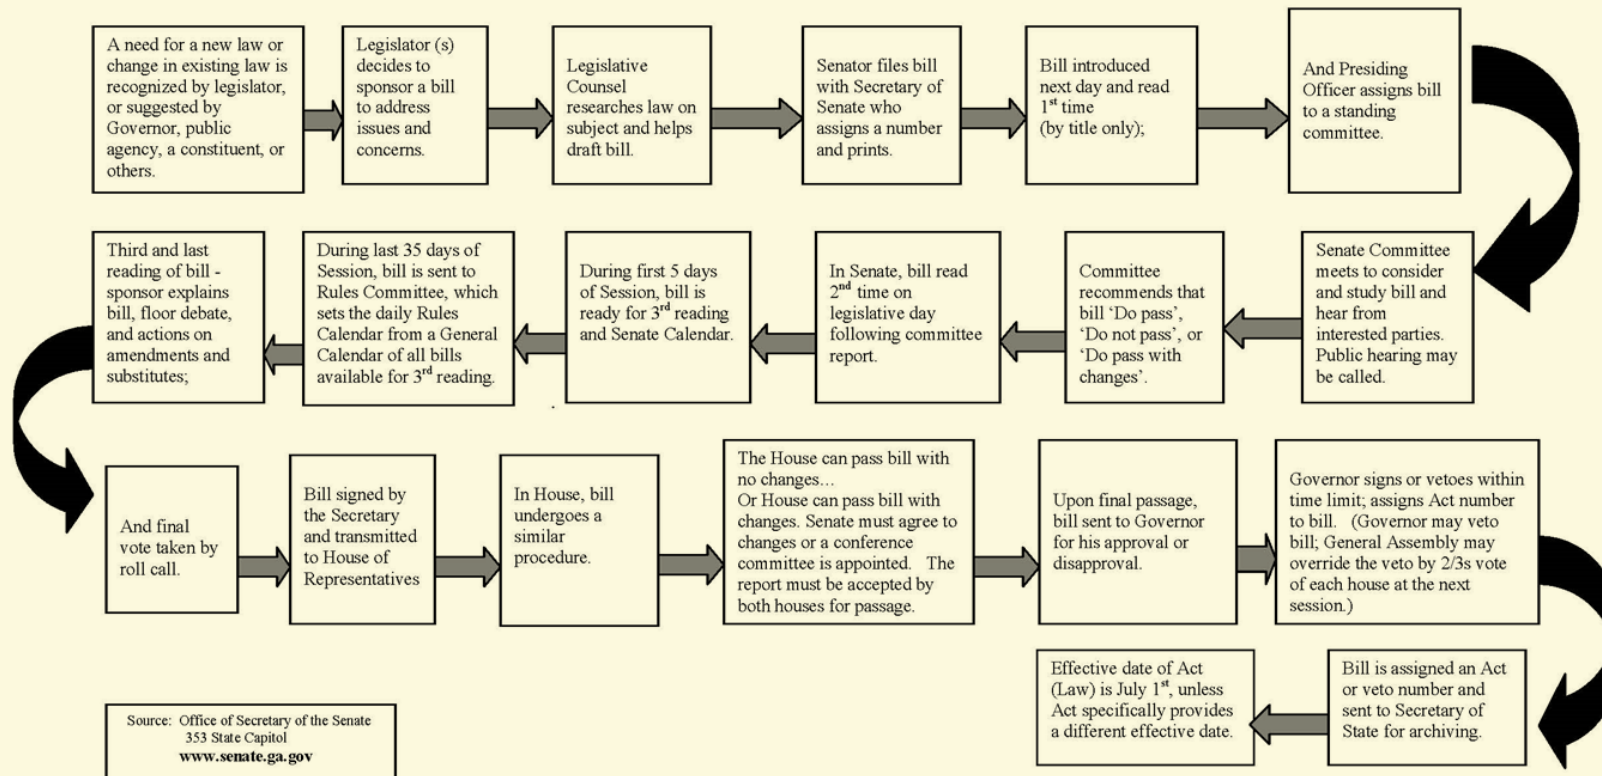 A need for a new law or
change in existing law is
recognized by legislator,
or suggested by
Governor, public
agency, a constituent, or
others.
Legislator (s)
decides to
sponsor a bill
to address
issues and
concerns.
Legislative
Counsel
researches law on
subject and helps
draft bill.
Senator files bill
with Secretary of
Senate who
assigns a number
and prints.
Bill introduced
next day and read
1st time
(by title only);
And Presiding
Officer assigns bill
to a standing
committee.
Senate Committee
meets to consider
and study bill and
hear from
interested parties.
Public hearing may
be called.
Committee
recommends that
bill ‘Do pass’,
‘Do not pass’, or
‘Do pass with
changes’.
In Senate, bill read
2nd time on
legislative day
following committee
report.
During first 5 days
of Session, bill is
ready for 3rd reading
and Senate Calendar.
During last 35 days of
Session, bill is sent to
Rules Committee, which
sets the daily Rules
Calendar from a General
Calendar of all bills
available for 3rd reading.
Third and last
reading of bill -
sponsor explains
bill, floor debate,
and actions on
amendments and
substitutes;
And final
vote taken by
roll call.
Bill signed by
the Secretary
and transmitted
to House of
Representatives
In House, bill
undergoes a
similar
procedure.
The House can pass bill with
no changes…
Or House can pass bill with
changes. Senate must agree to
changes or a conference
committee is appointed. The
report must be accepted by
both houses for passage.
Upon final passage,
bill sent to Governor
for his approval or
disapproval.
Governor signs or vetoes within
time limit; assigns Act number
to bill. (Governor may veto
bill; General Assembly may
override the veto by 2/3s vote
of each house at the next
session.)
Bill is assigned an Act
or veto number and
sent to Secretary of
State for archiving.
Effective date of Act
(Law) is July 1st, unless
Act specifically provides
a different effective date.
Source: Office of Secretary of the Senate
353 State Capitol
www.senate.ga.gov